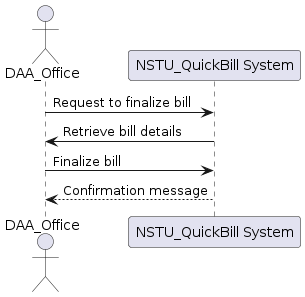 DAA_Office
NSTU_QuickBill System
Request to finalize bill
Retrieve bill details
Finalize bill
Confirmation message
DAA_Office
NSTU_QuickBill System